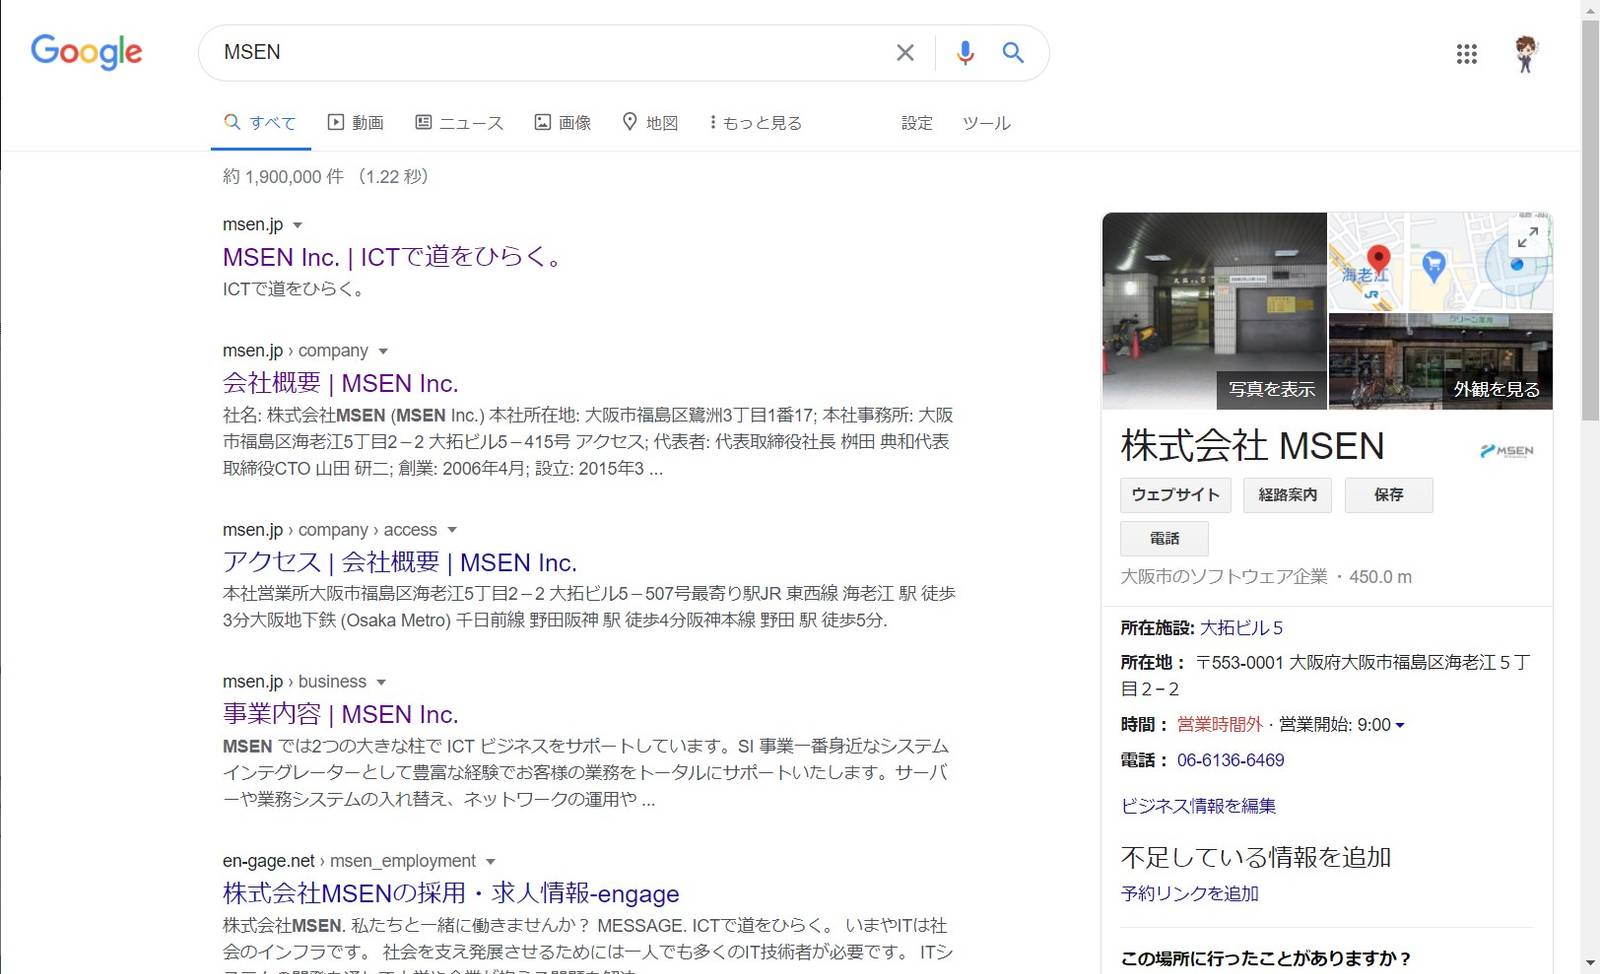 Google
MSEN
すべて
動画
ニュース
画像
地図
もっと見る
設定
ツール
約 1,900,000 件 （1.22 秒）
msen.jp
MSEN Inc. | ICTで道をひらく。
ICTで道をひらく。
msen.jp › company
会社概要 | MSEN Inc.
社名: 株式会社MSEN (MSEN Inc.) 本社所在地: 大阪市福島区鷺洲3丁目1番17; 本社事務所: 大阪
市福島区海老江5丁目2－2 大拓ビル5－415号 アクセス; 代表者: 代表取締役社長 桝田 典和代表
取締役CTO 山田 研二; 創業: 2006年4月; 設立: 2015年3 ...
msen.jp › company › access
アクセス | 会社概要 | MSEN Inc.
本社営業所大阪市福島区海老江5丁目2－2 大拓ビル5－507号最寄り駅JR 東西線 海老江 駅 徒歩
3分大阪地下鉄 (Osaka Metro) 千日前線 野田阪神 駅 徒歩4分阪神本線 野田 駅 徒歩5分.
msen.jp › business
事業内容 | MSEN Inc.
MSEN では2つの大きな柱で ICT ビジネスをサポートしています。SI 事業一番身近なシステム
インテグレーターとして豊富な経験でお客様の業務をトータルにサポートいたします。サーバ
ーや業務システムの入れ替え、ネットワークの運用や ...
en-gage.net › msen_employment
株式会社MSENの採用・求人情報-engage
株式会社MSEN. 私たちと一緒に働きませんか？ MESSAGE. ICTで道をひらく。 いまやITは社
会のインフラです。 社会を支え発展させるためには一人でも多くのIT技術者が必要です。 ITシ
海老江
JR
写真を表示
外観を見る
株式会社 MSEN
MSEN
ウェブサイト
経路案内
保存
電話
大阪市のソフトウェア企業・450.0 m
所在施設: 大拓ビル５
所在地： 〒553-0001 大阪府大阪市福島区海老江５丁
目２−２
時間： 営業時間外 · 営業開始: 9:00
電話： 06-6136-6469
ビジネス情報を編集
不足している情報を追加
予約リンクを追加
この場所に行ったことがありますか？